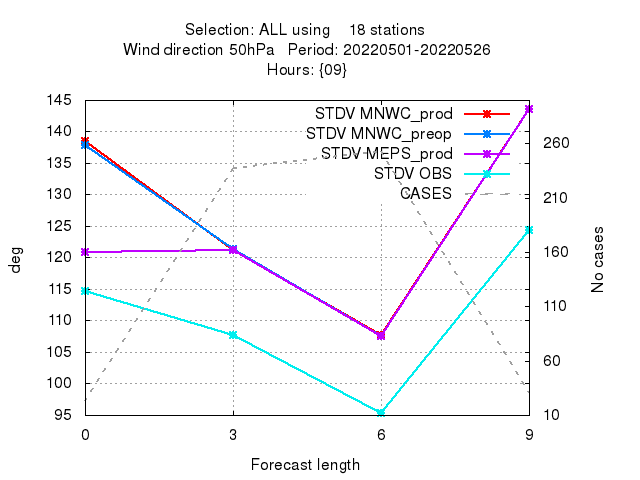 Selection: ALL using    18 stations
Wind direction 50hPa   Period: 20220501-20220526
Hours: {09}
STDV MNWC_prod
STDV MNWC_preop
STDV MEPS_prod
STDV OBS
CASES
145
140
135
130
125
120
115
110
105
100
95
260
210
160
110
60
10
deg
No cases
0 3 6 9
Forecast length